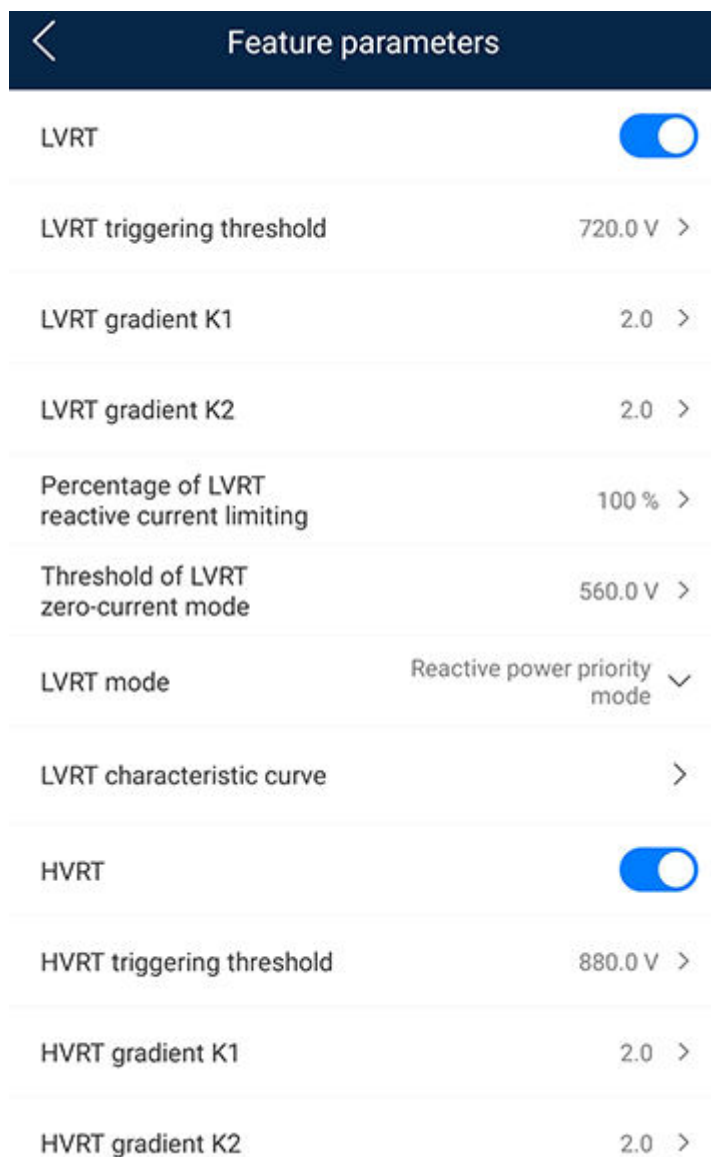 Feature parameters
LVRT
LVRT triggering threshold 720.0 V
LVRT gradient K1 2.0
LVRT gradient K2 2.0
Percentage of LVRT
reactive current limiting 100 %
Threshold of LVRT
zero-current mode 560.0 V
LVRT mode Reactive power priority
mode
LVRT characteristic curve
HVRT
HVRT triggering threshold 880.0 V
HVRT gradient K1 2.0
HVRT gradient K2 2.0